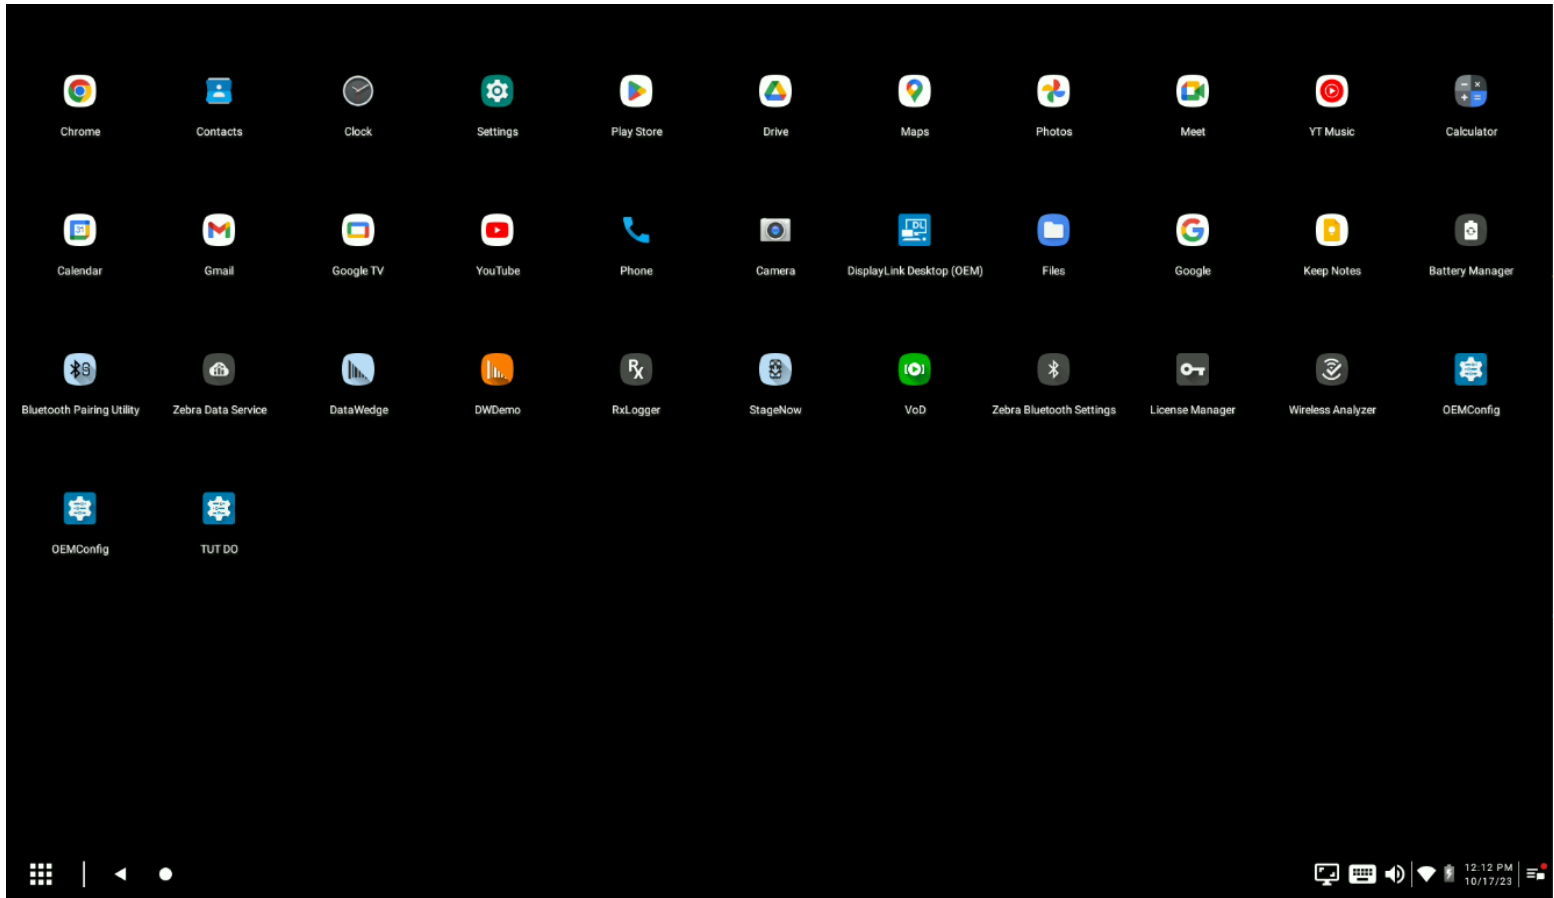 Chrome Contacts Clock Settings Play Store Drive Maps Photos Meet YT Music Calculator
31 DL
Calendar Gmail Google TV YouTube Phone Camera DisplayLink Desktop (OEM) Files Google Keep Notes Battery Manager
Rx
Bluetooth Pairing Utility Zebra Data Service DataWedge DWDemo RxLogger StageNow VoD Zebra Bluetooth Settings License Manager Wireless Analyzer OEMConfig
OEMConfig TUT DO
12:12 PM
10/17/23